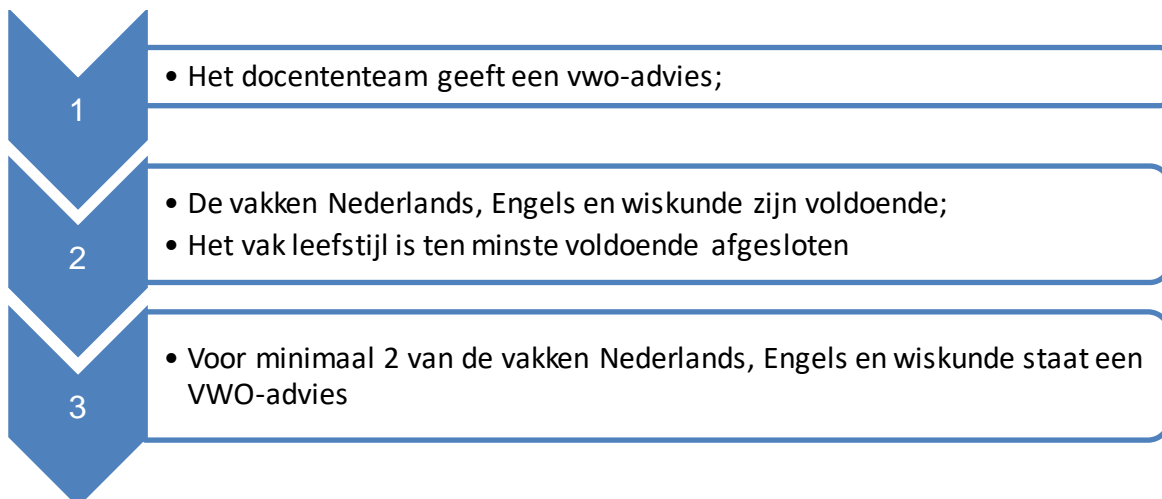 1
• Het docententeam geeft een vwo-advies;
2
• De vakken Nederlands, Engels en wiskunde zijn voldoende;
• Het vak leefstijl is ten minste voldoende afgesloten
3
• Voor minimaal 2 van de vakken Nederlands, Engels en wiskunde staat een
VWO-advies